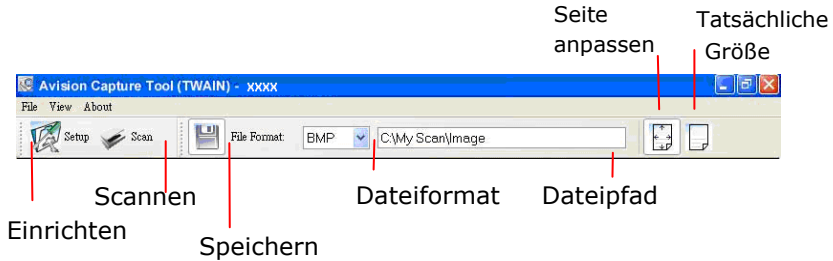 Seite
anpassen
Tatsächliche
Größe
Avision Capture Tool (TWAIN) - xxxx
File View About
Setup Scan File Format: BMP C:\My Scan\Image
Scannen
Dateiformat
Dateipfad
Einrichten
Speichern